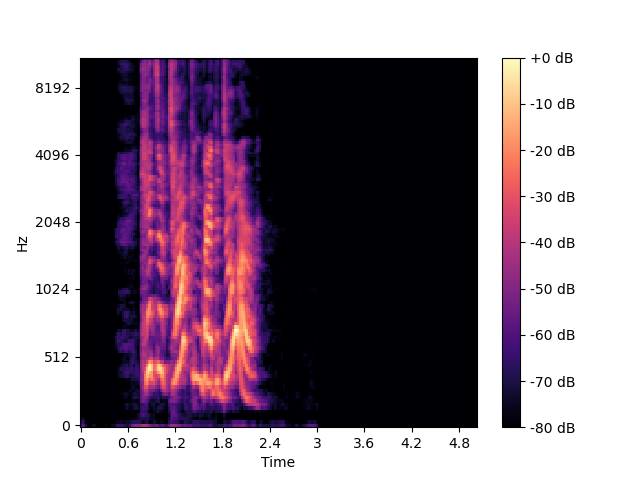 +0 dB
8192
-10 dB
4096
-20 dB
-30 dB
2048
Hz
-40 dB
1024
-50 dB
-60 dB
512
-70 dB
0
-80 dB
0 0.6 1.2 1.8 2.4 3 3.6 4.2 4.8
Time